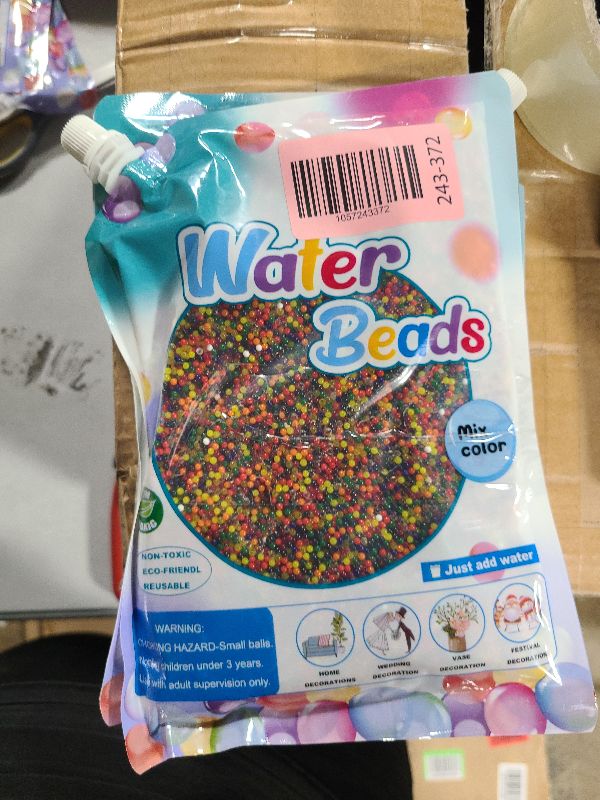 1057243372
243-372
Water
Beads
Mix
color
NON-TOXIC
ECO-FRIENDL
REUSABLE
Just add water
WARNING:
HAZARD-Small balls.
children under 3 years.
with adult supervision only.
HOME
DECORATIONS
WEDDING
DECORATION
VASE
DECORATION
FESTIVAL
DECORATION